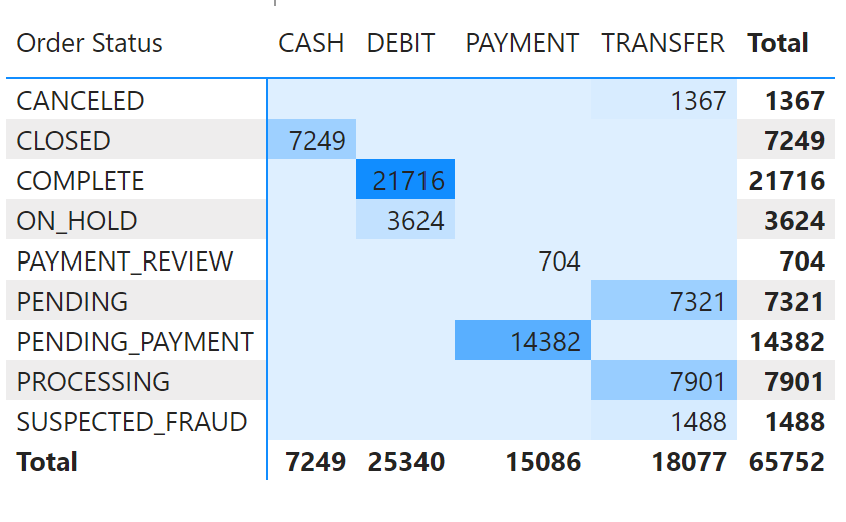 Order Status CASH DEBIT PAYMENT TRANSFER Total
CANCELED 1367 1367
CLOSED 7249 7249
COMPLETE 21716 21716
ON_HOLD 3624 3624
PAYMENT_REVIEW 704 704
PENDING 7321 7321
PENDING_PAYMENT 14382 14382
PROCESSING 7901 7901
SUSPECTED_FRAUD 1488 1488
Total 7249 25340 15086 18077 65752